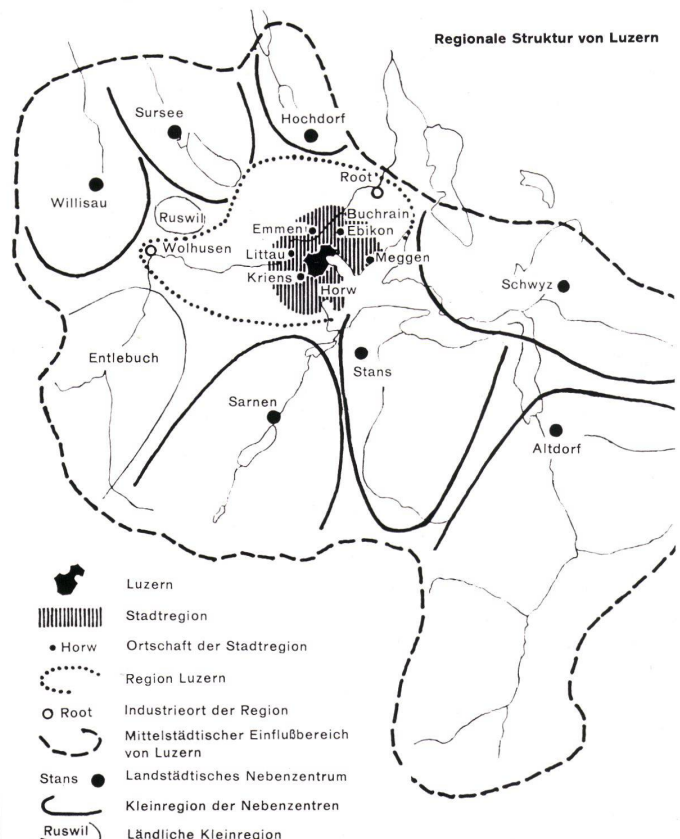 Regionale Struktur von Luzern
Sursee
Hochdorf
Willisau
Root
Ruswil
Buchrain
Emmen
Ebikon
Wolhusen
Littau
Meggen
Kriens
Horw
Schwyz
Entlebuch
Stans
Sarnen
Altdorf
Luzern
Stadtregion
Horw Ortschaft der Stadtregion
Region Luzern
Root Industrieort der Region
Mittelstädtischer Einflußbereich
von Luzern
Stans Landstädtisches Nebenzentrum
Kleinregion der Nebenzentren
Ruswil Ländliche Kleinregion